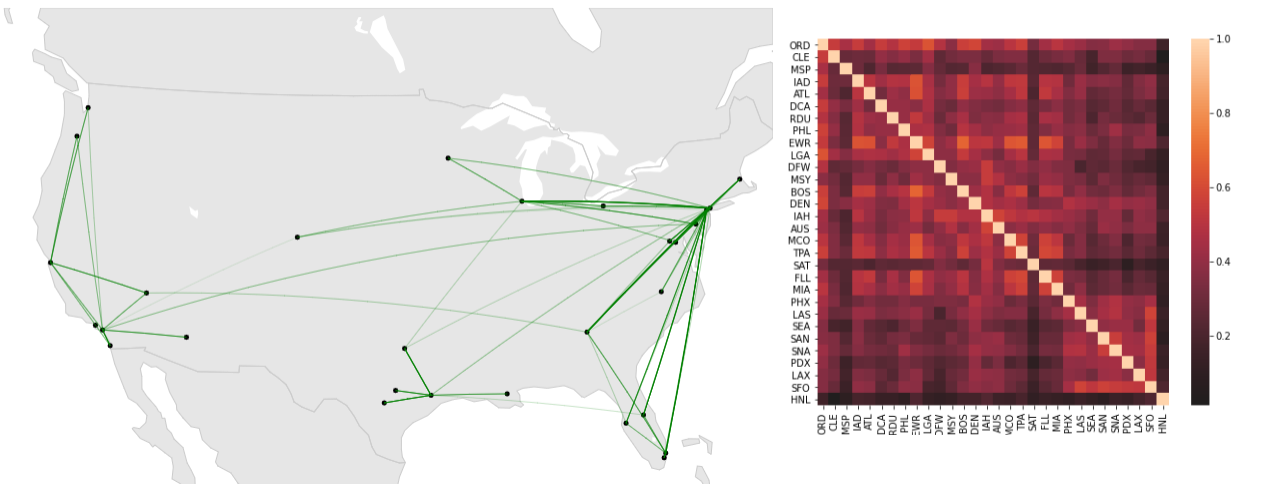 ORD
CLE
MSP
IAD
ATL
DCA
RDU
PHL
EWR
LGA
DFW
MSY
BOS
DEN
IAH
AUS
MCO
TPA
SAT
FLL
MIA
PHX
LAS
SEA
SAN
SNA
PDX
LAX
SFO
HNL
ORD CLE MSP IAD ATL DCA RDU PHL EWR LGA DFW MSY BOS DEN IAH AUS MCO TPA SAT FLL MIA PHX LAS SEA SAN SNA PDX LAX SFO HNL
1.0
0.8
0.6
0.4
0.2